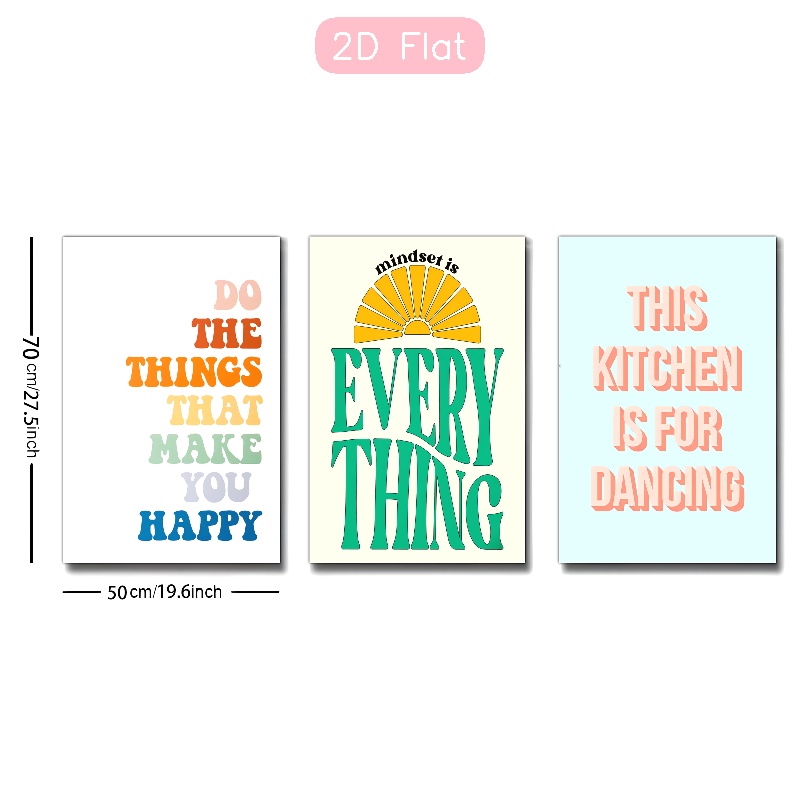 2D Flat
70cm/27.5inch
DO
THE
THINGS
THAT
MAKE
YOU
HAPPY
50cm/19.6inch
mindset is
EVERY
THING
THIS
KITCHEN
IS FOR
DANCING